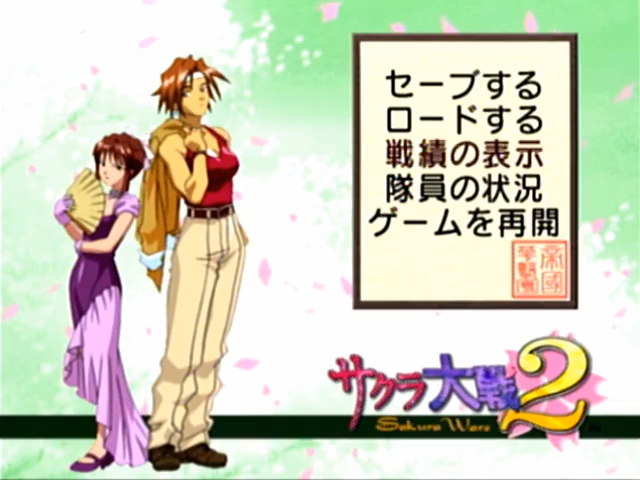 セーブする
ロードする
戦績の表示
隊員の状況
ゲームを再開
帝國
華撃團
サクラ大戦2
Sakura Wars